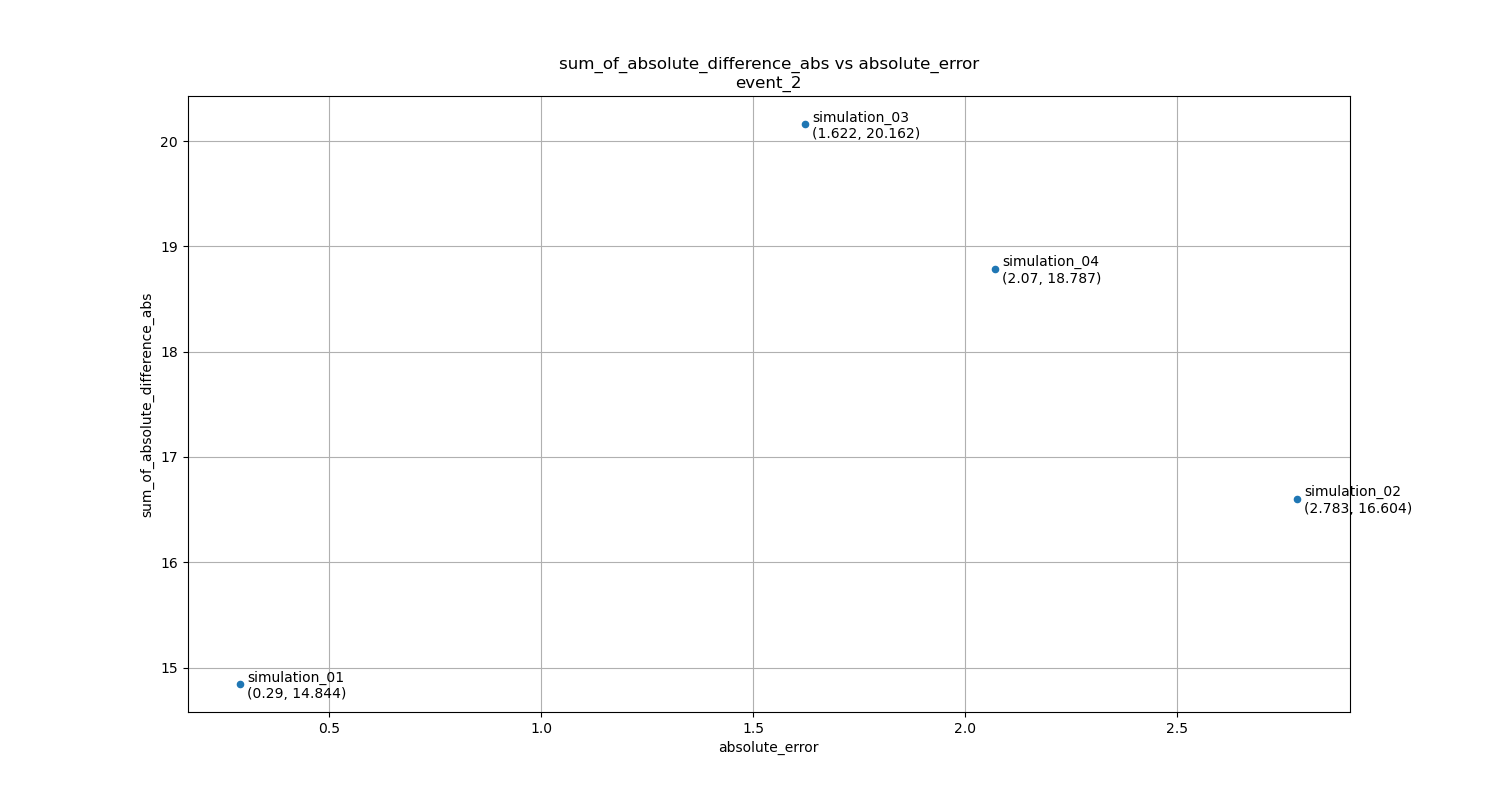 sum_of_absolute_difference_abs vs absolute_error
event_2
simulation_03
(1.622, 20.162)
simulation_04
(2.07, 18.787)
simulation_02
(2.783, 16.604)
simulation_01
(0.29, 14.844)
20
19
18
17
16
15
sum_of_absolute_difference_abs
0.5
1.0
1.5
2.0
2.5
absolute_error